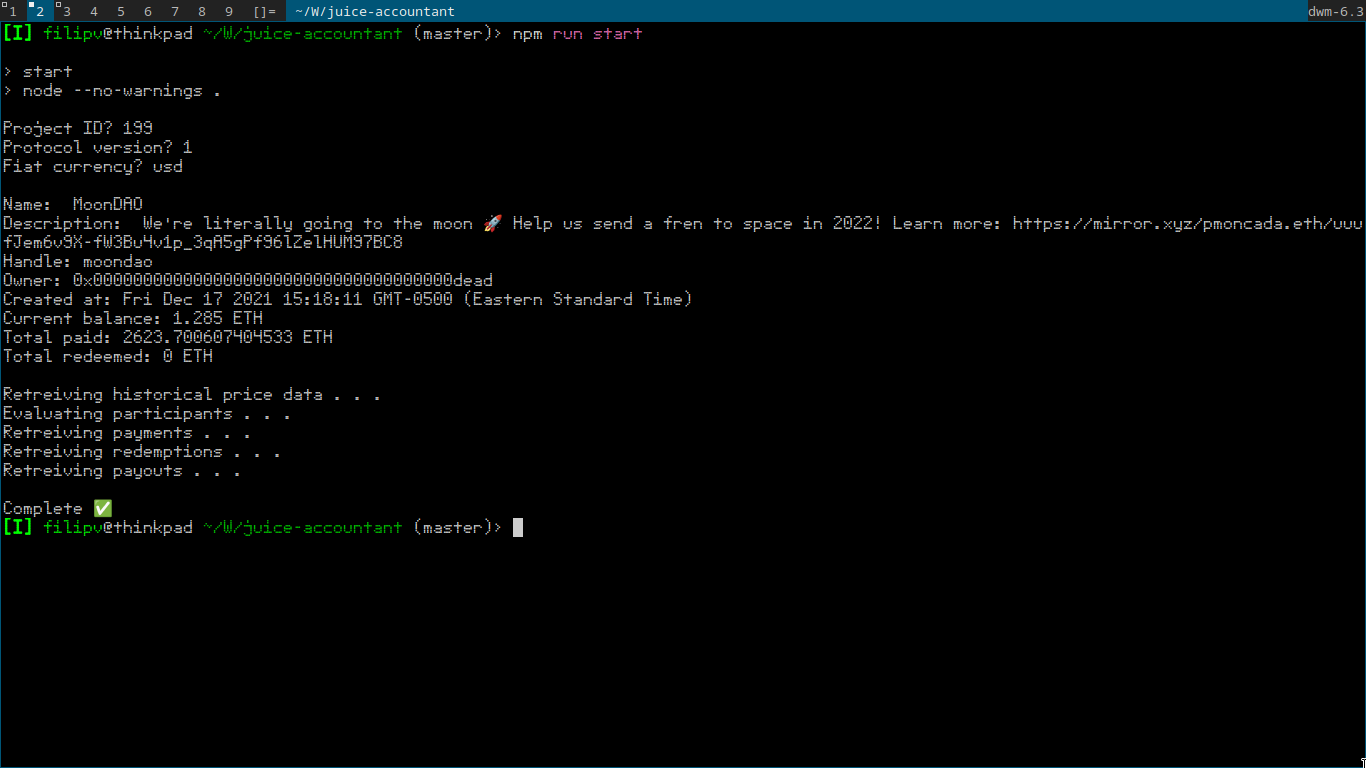 1 2 3 4 5 6 7 8 9 []= ~/W/juice-accountant dwm-6.3
[I] filipv@thinkpad ~/W/juice-accountant (master)> npm run start
> start
> node --no-warnings .
Project ID? 199
Protocol version? 1
Fiat currency? usd
Name:  MoonDAO
Description:  We're literally going to the moon 🚀 Help us send a fren to space in 2022! Learn more: https://mirror.xyz/pmoncada.eth/uuu
fJem6v9X-fW3Bu4v1p_3qA5gPf96lZelHUM97BC8
Handle: moondao
Owner: 0x000000000000000000000000000000000000dead
Created at: Fri Dec 17 2021 15:18:11 GMT-0500 (Eastern Standard Time)
Current balance: 1.285 ETH
Total paid: 2623.700607404533 ETH
Total redeemed: 0 ETH
Retreiving historical price data . . .
Evaluating participants . . .
Retreiving payments . . .
Retreiving redemptions . . .
Retreiving payouts . . .
Complete ✅
[I] filipv@thinkpad ~/W/juice-accountant (master)>